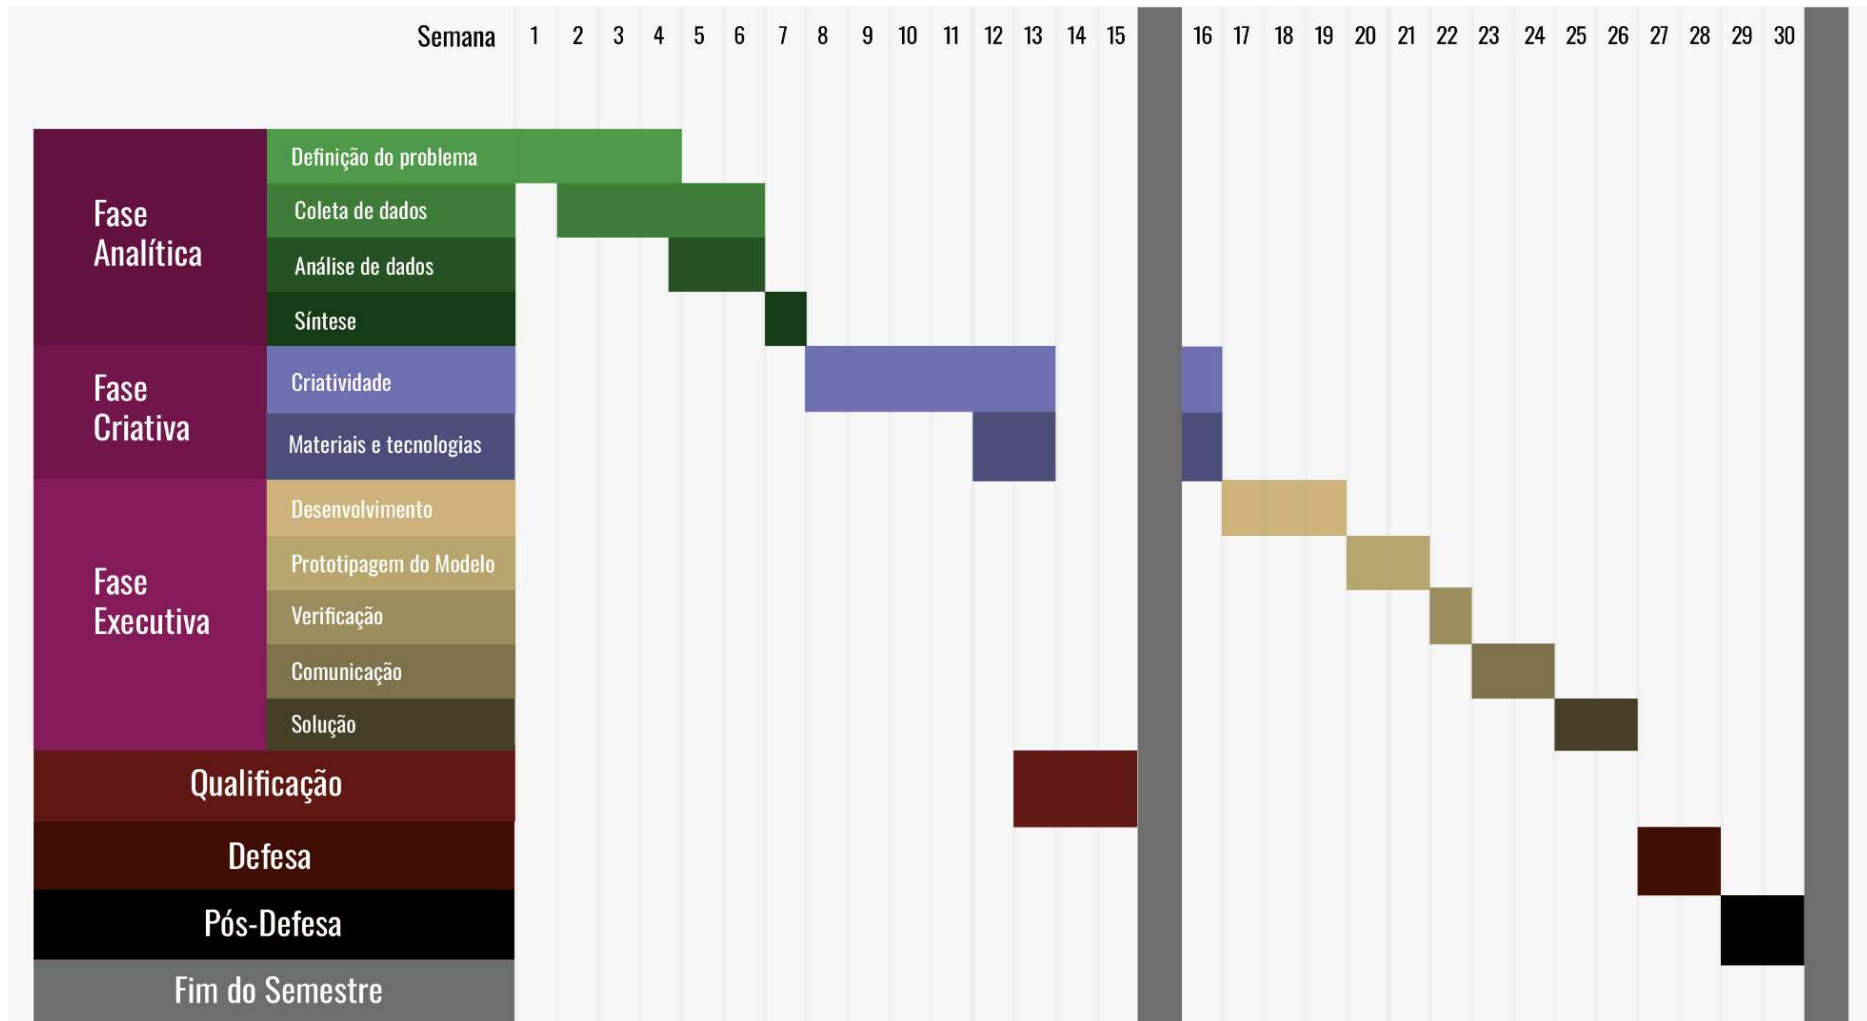 Semana 1 2 3 4 5 6 7 8 9 10 11 12 13 14 15 16 17 18 19 20 21 22 23 24 25 26 27 28 29 30
Fase
Analítica
Definição do problema
Coleta de dados
Análise de dados
Síntese
Fase
Criativa
Criatividade
Materiais e tecnologias
Fase
Executiva
Desenvolvimento
Prototipagem do Modelo
Verificação
Comunicação
Solução
Qualificação
Defesa
Pós-Defesa
Fim do Semestre